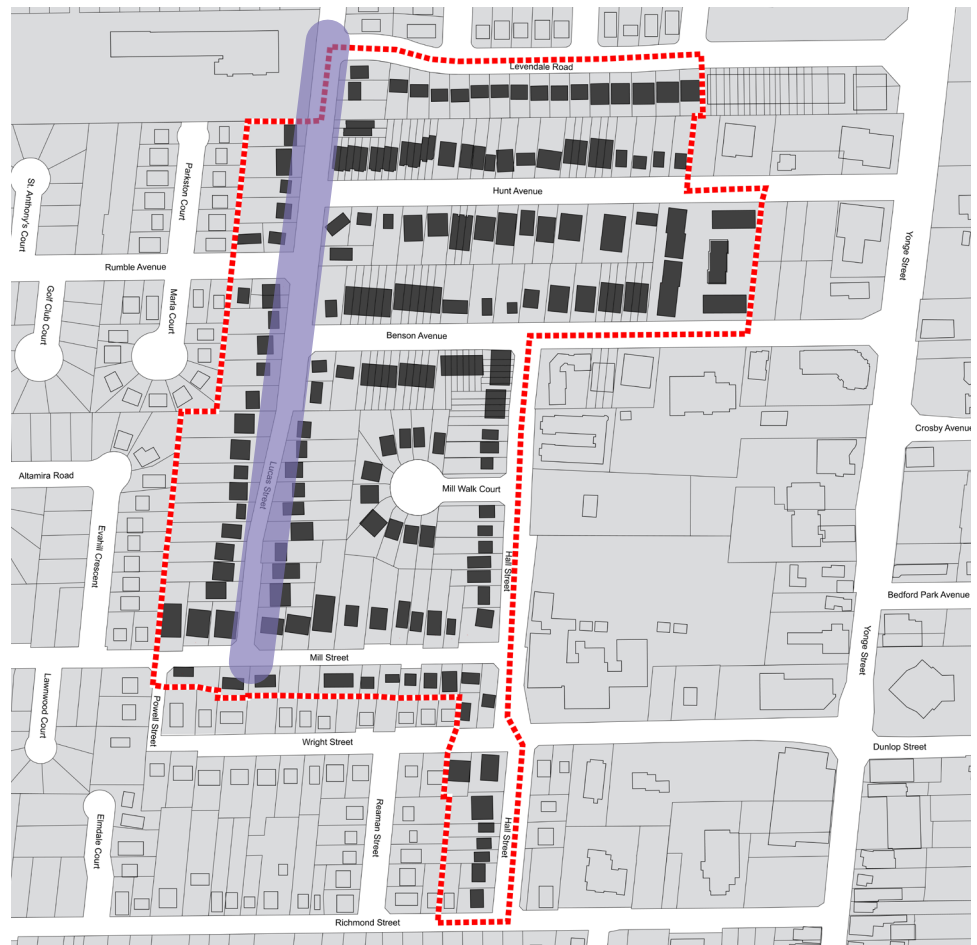 Levendale Road
Hunt Avenue
St. Anthony's Court
Parkston Court
Yonge Street
Rumble Avenue
Golf Club Court
Marla Court
Benson Avenue
Crosby Avenue
Altamira Road
Lucas Street
Mill Walk Court
Evahill Crescent
Hall Street
Bedford Park Avenue
Yonge Street
Mill Street
Lawnwood Court
Powell Street
Wright Street
Dunlop Street
Elmdale Court
Reaman Street
Hall Street
Richmond Street